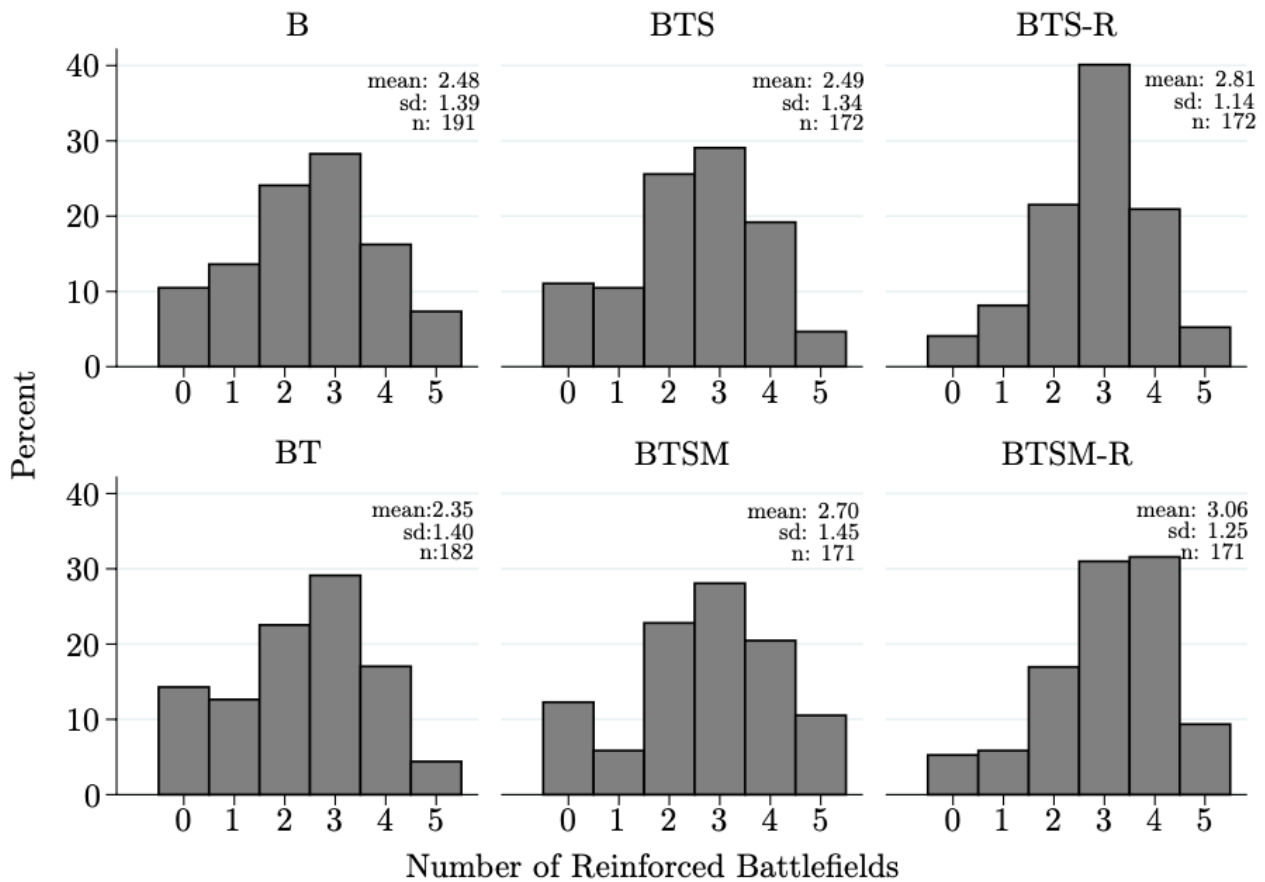 B
mean: 2.48
sd: 1.39
n: 191
40
30
20
10
0
0 1 2 3 4 5
BTS
mean: 2.49
sd: 1.34
n: 172
0 1 2 3 4 5
BTS-R
mean: 2.81
sd: 1.14
n: 172
0 1 2 3 4 5
Percent
BT
mean:2.35
sd:1.40
n:182
40
30
20
10
0
0 1 2 3 4 5
BTSM
mean: 2.70
sd: 1.45
n: 171
0 1 2 3 4 5
BTSM-R
mean: 3.06
sd: 1.25
n: 171
0 1 2 3 4 5
Number of Reinforced Battlefields